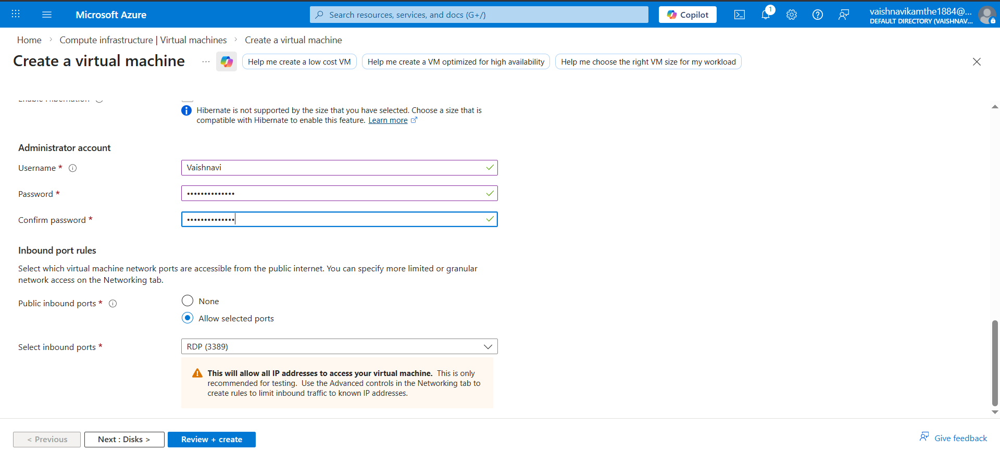 Microsoft Azure
Search resources, services, and docs (G+/)
Copilot
1
vaishnavikamthe1884@...
DEFAULT DIRECTORY (VAISHNAV...
Home > Compute infrastructure | Virtual machines > Create a virtual machine
Create a virtual machine
...
Help me create a low cost VM
Help me create a VM optimized for high availability
Help me choose the right VM size for my workload
Enable Hibernation
Hibernate is not supported by the size that you have selected. Choose a size that is
compatible with Hibernate to enable this feature. Learn more
Administrator account
Username *
Vaishnavi
Password *
••••••••••••••
Confirm password *
••••••••••••••
Inbound port rules
Select which virtual machine network ports are accessible from the public internet. You can specify more limited or granular
network access on the Networking tab.
Public inbound ports *
None
Allow selected ports
Select inbound ports *
RDP (3389)
This will allow all IP addresses to access your virtual machine. This is only
recommended for testing. Use the Advanced controls in the Networking tab to
create rules to limit inbound traffic to known IP addresses.
< Previous
Next : Disks >
Review + create
Give feedback